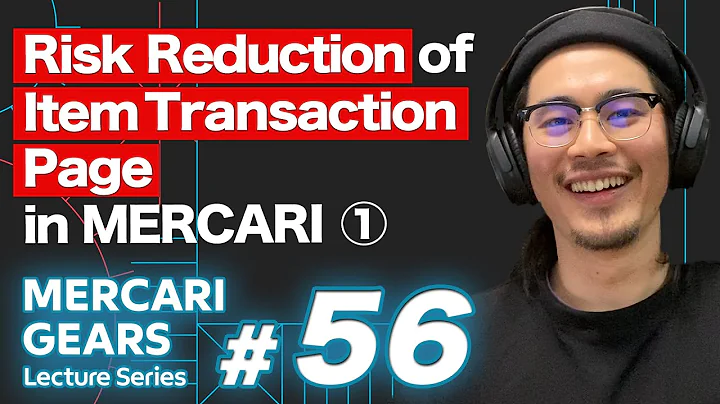 Risk Reduction of
Item Transaction
Page
in MERCARI ①
MERCARI
GEARS
Lecture Series
#56